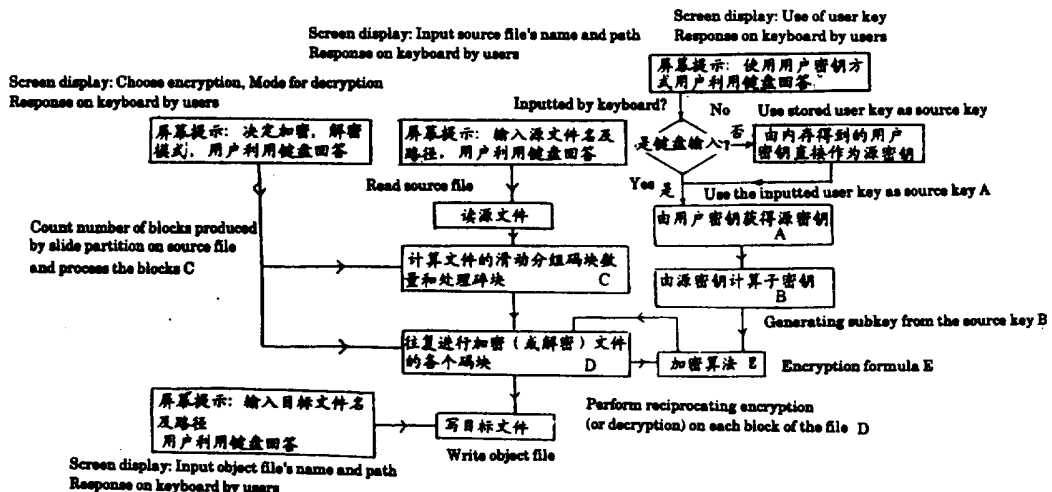 Screen display: Use of user key
Response on keyboard by users
Screen display: Input source file's name and path
Response on keyboard by users
屏幕提示：使用用户密钥方
式用户利用键盘回答
Screen display: Choose encryption, Mode for decryption
Response on keyboard by users
Inputted by keyboard?
No
Use stored user key as source key
屏幕提示：决定加密，解密
模式，用户利用键盘回答
屏幕提示：输入源文件名及
路径，用户利用键盘回答
是键盘输入？
否
由内存得到的用户
密钥直接作为源密钥
Read source file
Yes 是
Use the inputted user key as source key A
读源文件
由用户密钥获得源密钥
A
Count number of blocks produced
by slide partition on source file
and process the blocks C
计算文件的滑动分组码块数
量和处理碎块
C
由源密钥计算子密钥
B
Generating subkey from the source key B
往复进行加密（或解密）文件
的各个码块
D
加密算法 E
Encryption formula E
屏幕提示：输入目标文件名
及路径
用户利用键盘回答
写目标文件
Perform reciprocating encryption
(or decryption) on each block of the file D
Write object file
Screen display: Input object file's name and path
Response on keyboard by users